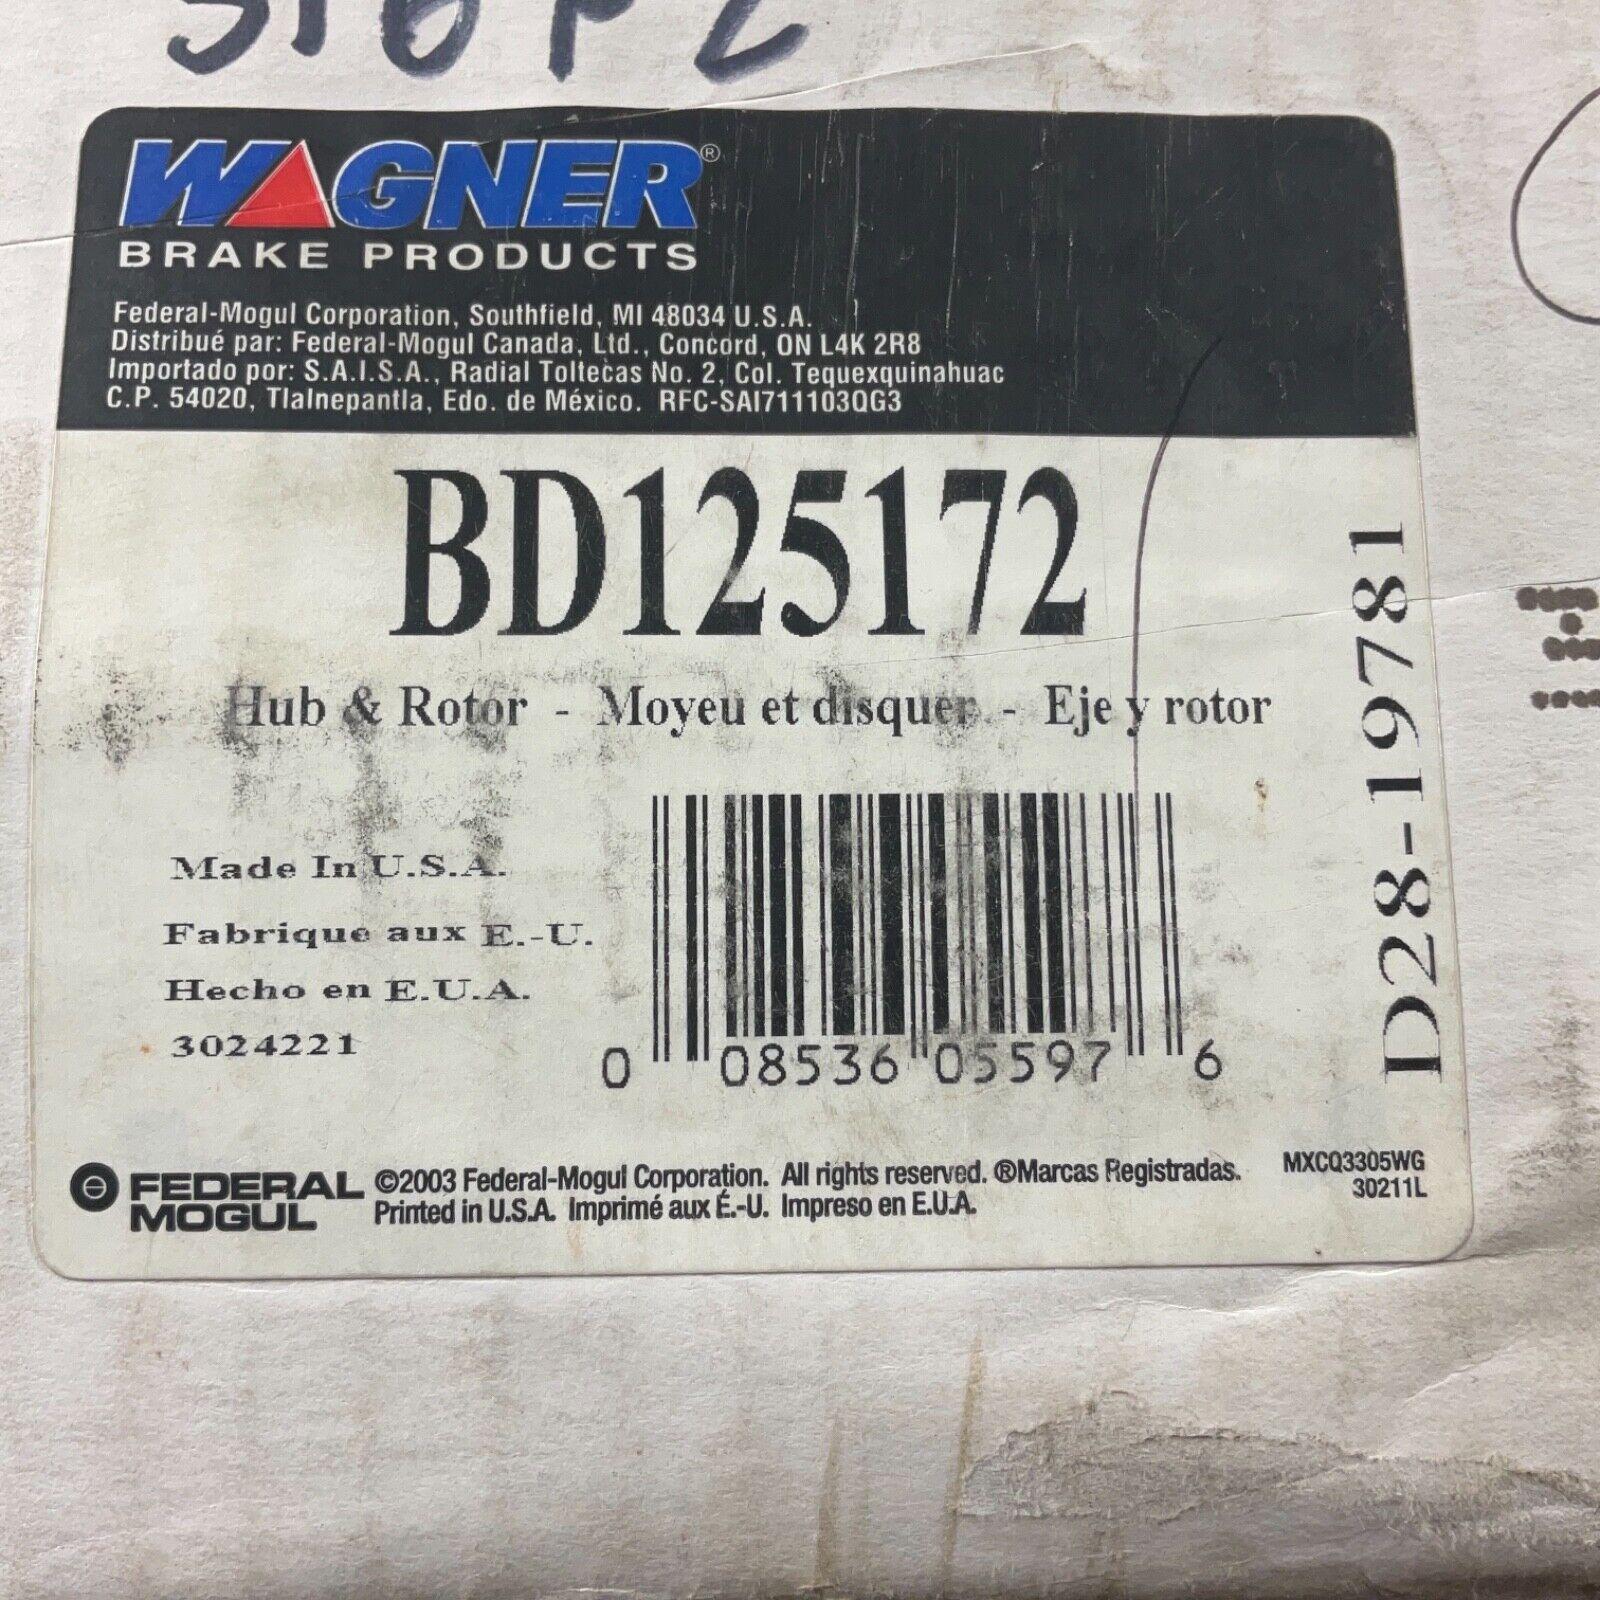 WAGNER®
BRAKE PRODUCTS
Federal-Mogul Corporation, Southfield, MI 48034 U.S.A.
Distribué par: Federal-Mogul Canada, Ltd., Concord, ON L4K 2R8
Importado por: S.A.I.S.A., Radial Toltecas No. 2, Col. Tequexquinahuac
C.P. 54020, Tlalnepantla, Edo. de México. RFC-SAI711103QG3
BD125172
Hub & Rotor - Moyeu et disquer - Eje y rotor
D28-19781
Made In U.S.A.
Fabrique aux E.-U.
Hecho en E.U.A.
3024221
0 08536 05597 6
FEDERAL
MOGUL
©2003 Federal-Mogul Corporation. All rights reserved. ®Marcas Registradas.
Printed in U.S.A. Imprimé aux É.-U. Impreso en E.U.A.
MXCQ3305WG
30211L